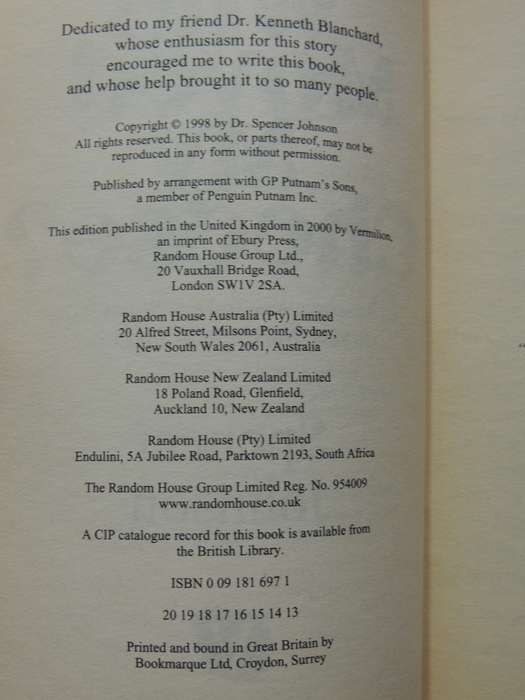 Dedicated to my friend Dr. Kenneth Blanchard,
whose enthusiasm for this story
encouraged me to write this book,
and whose help brought it to so many people.
Copyright © 1998 by Dr. Spencer Johnson
All rights reserved. This book, or parts thereof, may not be
reproduced in any form without permission.
Published by arrangement with GP Putnam's Sons,
a member of Penguin Putnam Inc.
This edition published in the United Kingdom in 2000 by Vermilion,
an imprint of Ebury Press,
Random House Group Ltd.,
20 Vauxhall Bridge Road,
London SW1V 2SA.
Random House Australia (Pty) Limited
20 Alfred Street, Milsons Point, Sydney,
New South Wales 2061, Australia
Random House New Zealand Limited
18 Poland Road, Glenfield,
Auckland 10, New Zealand
Random House (Pty) Limited
Endulini, 5A Jubilee Road, Parktown 2193, South Africa
The Random House Group Limited Reg. No. 954009
www.randomhouse.co.uk
A CIP catalogue record for this book is available from
the British Library.
ISBN 0 09 181 697 1
20 19 18 17 16 15 14 13
Printed and bound in Great Britain by
Bookmarque Ltd, Croydon, Surrey